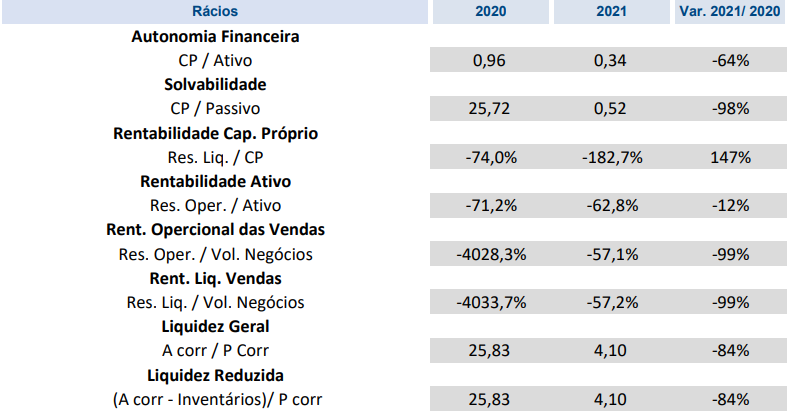 Rácios 2020 2021 Var. 2021/ 2020
Autonomia Financeira
CP / Ativo 0,96 0,34 -64%
Solvabilidade
CP / Passivo 25,72 0,52 -98%
Rentabilidade Cap. Próprio
Res. Liq. / CP -74,0% -182,7% 147%
Rentabilidade Ativo
Res. Oper. / Ativo -71,2% -62,8% -12%
Rent. Opercional das Vendas
Res. Oper. / Vol. Negócios -4028,3% -57,1% -99%
Rent. Liq. Vendas
Res. Liq. / Vol. Negócios -4033,7% -57,2% -99%
Liquidez Geral
A corr / P Corr 25,83 4,10 -84%
Liquidez Reduzida
(A corr - Inventários)/ P corr 25,83 4,10 -84%